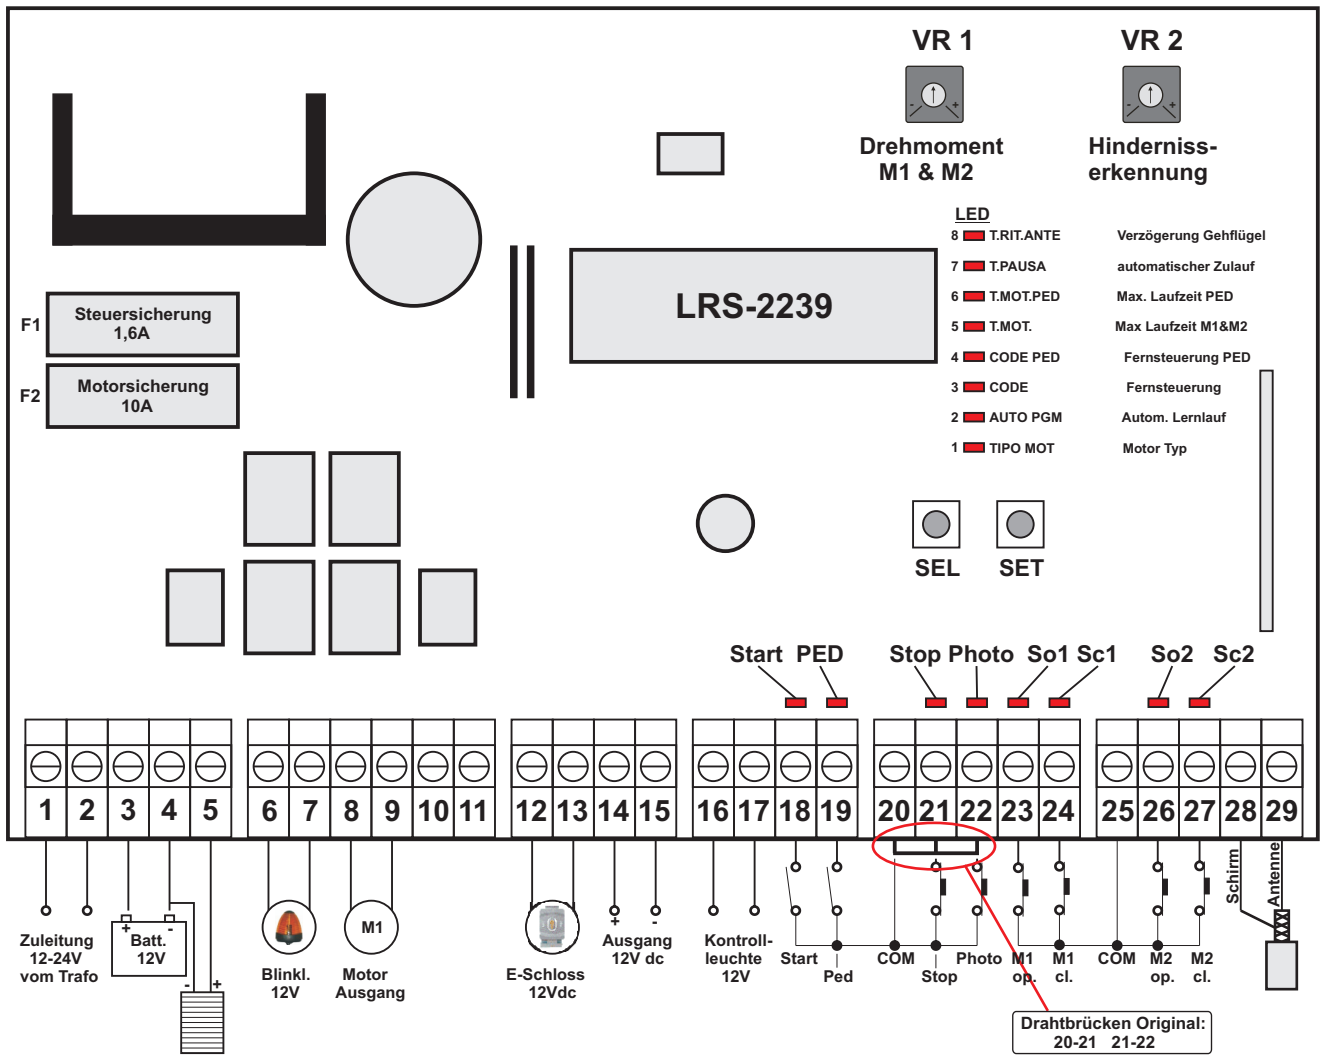 VR 1 VR 2
- + - +
Drehmoment
M1 & M2
Hinderniss-
erkennung
LED
8 T.RIT.ANTE Verzögerung Gehflügel
7 T.PAUSA automatischer Zulauf
6 T.MOT.PED Max. Laufzeit PED
5 T.MOT. Max Laufzeit M1&M2
4 CODE PED Fernsteuerung PED
3 CODE Fernsteuerung
2 AUTO PGM Autom. Lernlauf
1 TIPO MOT Motor Typ
LRS-2239
F1 Steuersicherung
1,6A
F2 Motorsicherung
10A
SEL SET
Start PED Stop Photo So1 Sc1 So2 Sc2
1 2 3 4 5 6 7 8 9 10 11 12 13 14 15 16 17 18 19 20 21 22 23 24 25 26 27 28 29
Schirm
Antenne
+ - 
Zuleitung
12-24V
vom Trafo
Batt.
12V
- +
Blinkl.
12V
M1
Motor
Ausgang
E-Schloss
12Vdc
+ -
Ausgang
12V dc
Kontroll-
leuchte
12V
Start
Ped
COM
Stop
Photo
M1
op.
M1
cl.
COM
M2
op.
M2
cl.
Drahtbrücken Original:
20-21 21-22